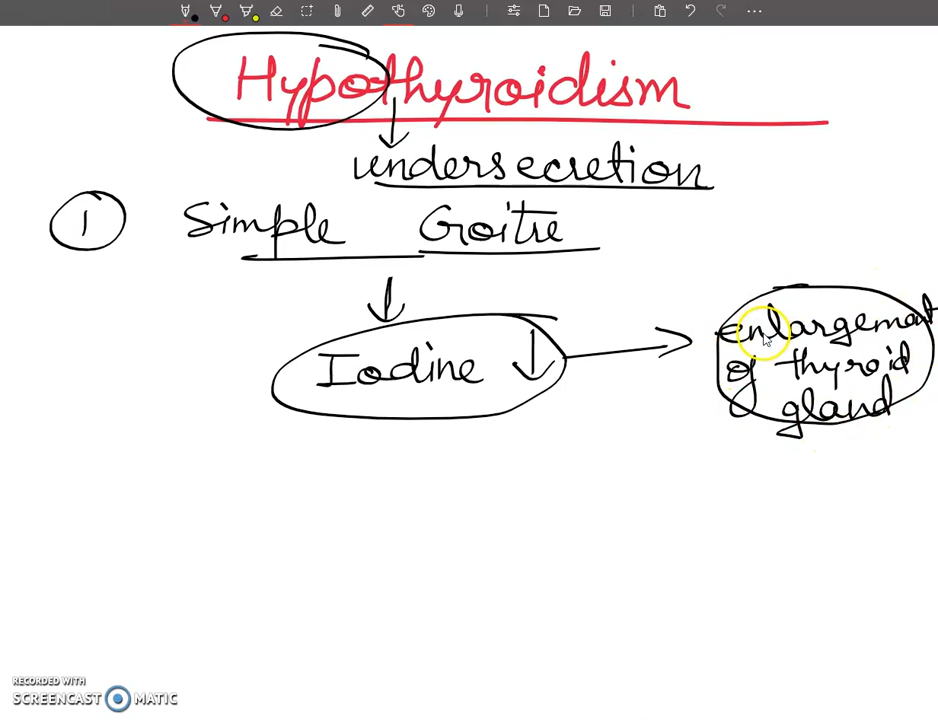 Hypothyroidism
undersecretion
1 Simple Goitre
Iodine ↓ → enlargement
of thyroid
gland
RECORDED WITH
SCREENCAST MATIC